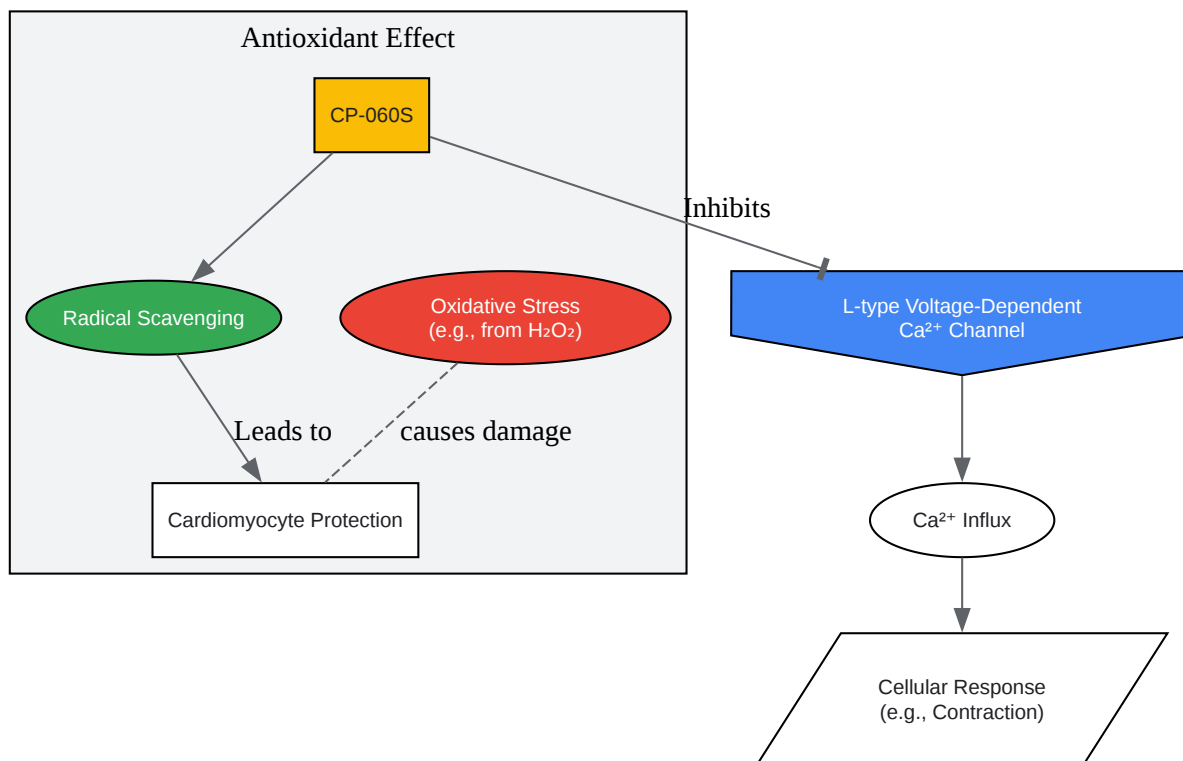 Antioxidant Effect
CP-060S
Inhibits
Radical Scavenging
Oxidative Stress
(e.g., from H₂O₂)
L-type Voltage-Dependent
Ca²⁺ Channel
Leads to
causes damage
Cardiomyocyte Protection
Ca²⁺ Influx
Cellular Response
(e.g., Contraction)